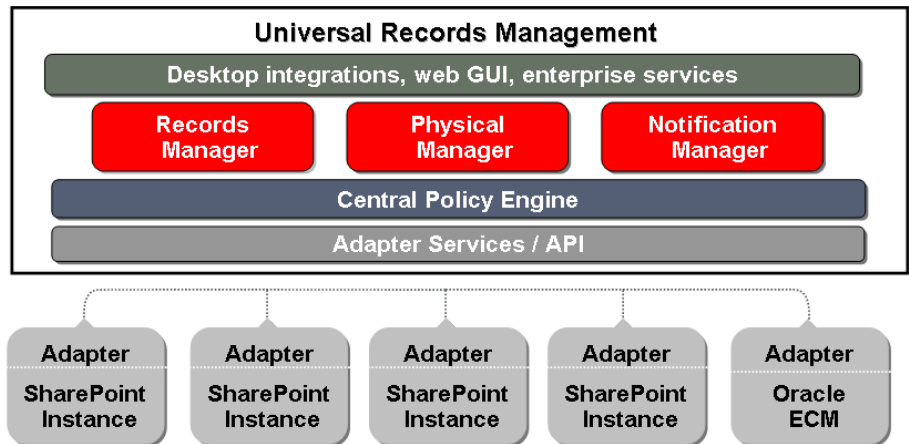 Universal Records Management
Desktop integrations, web GUI, enterprise services
Records
Manager
Physical
Manager
Notification
Manager
Central Policy Engine
Adapter Services / API
Adapter
SharePoint
Instance
Adapter
SharePoint
Instance
Adapter
SharePoint
Instance
Adapter
SharePoint
Instance
Adapter
Oracle
ECM